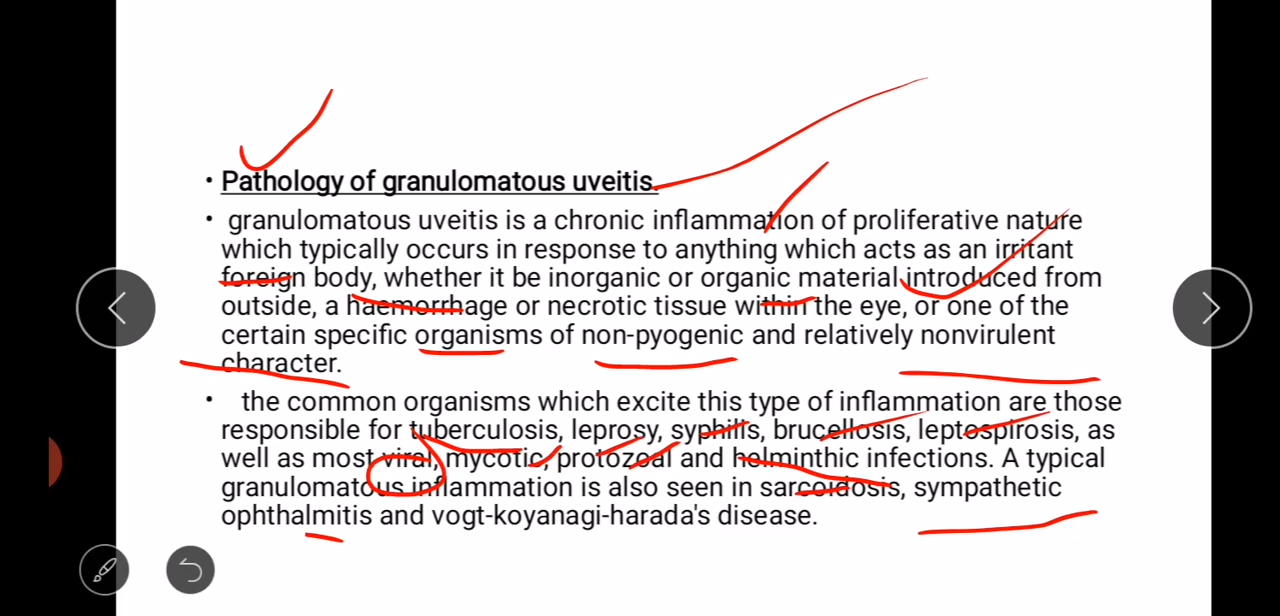 • Pathology of granulomatous uveitis.
• granulomatous uveitis is a chronic inflammation of proliferative nature
which typically occurs in response to anything which acts as an irritant
foreign body, whether it be inorganic or organic material introduced from
outside, a haemorrhage or necrotic tissue within the eye, or one of the
certain specific organisms of non-pyogenic and relatively nonvirulent
character.
• the common organisms which excite this type of inflammation are those
responsible for tuberculosis, leprosy, syphilis, brucellosis, leptospirosis, as
well as most viral, mycotic, protozoal and helminthic infections. A typical
granulomatous inflammation is also seen in sarcoidosis, sympathetic
ophthalmitis and vogt-koyanagi-harada's disease.